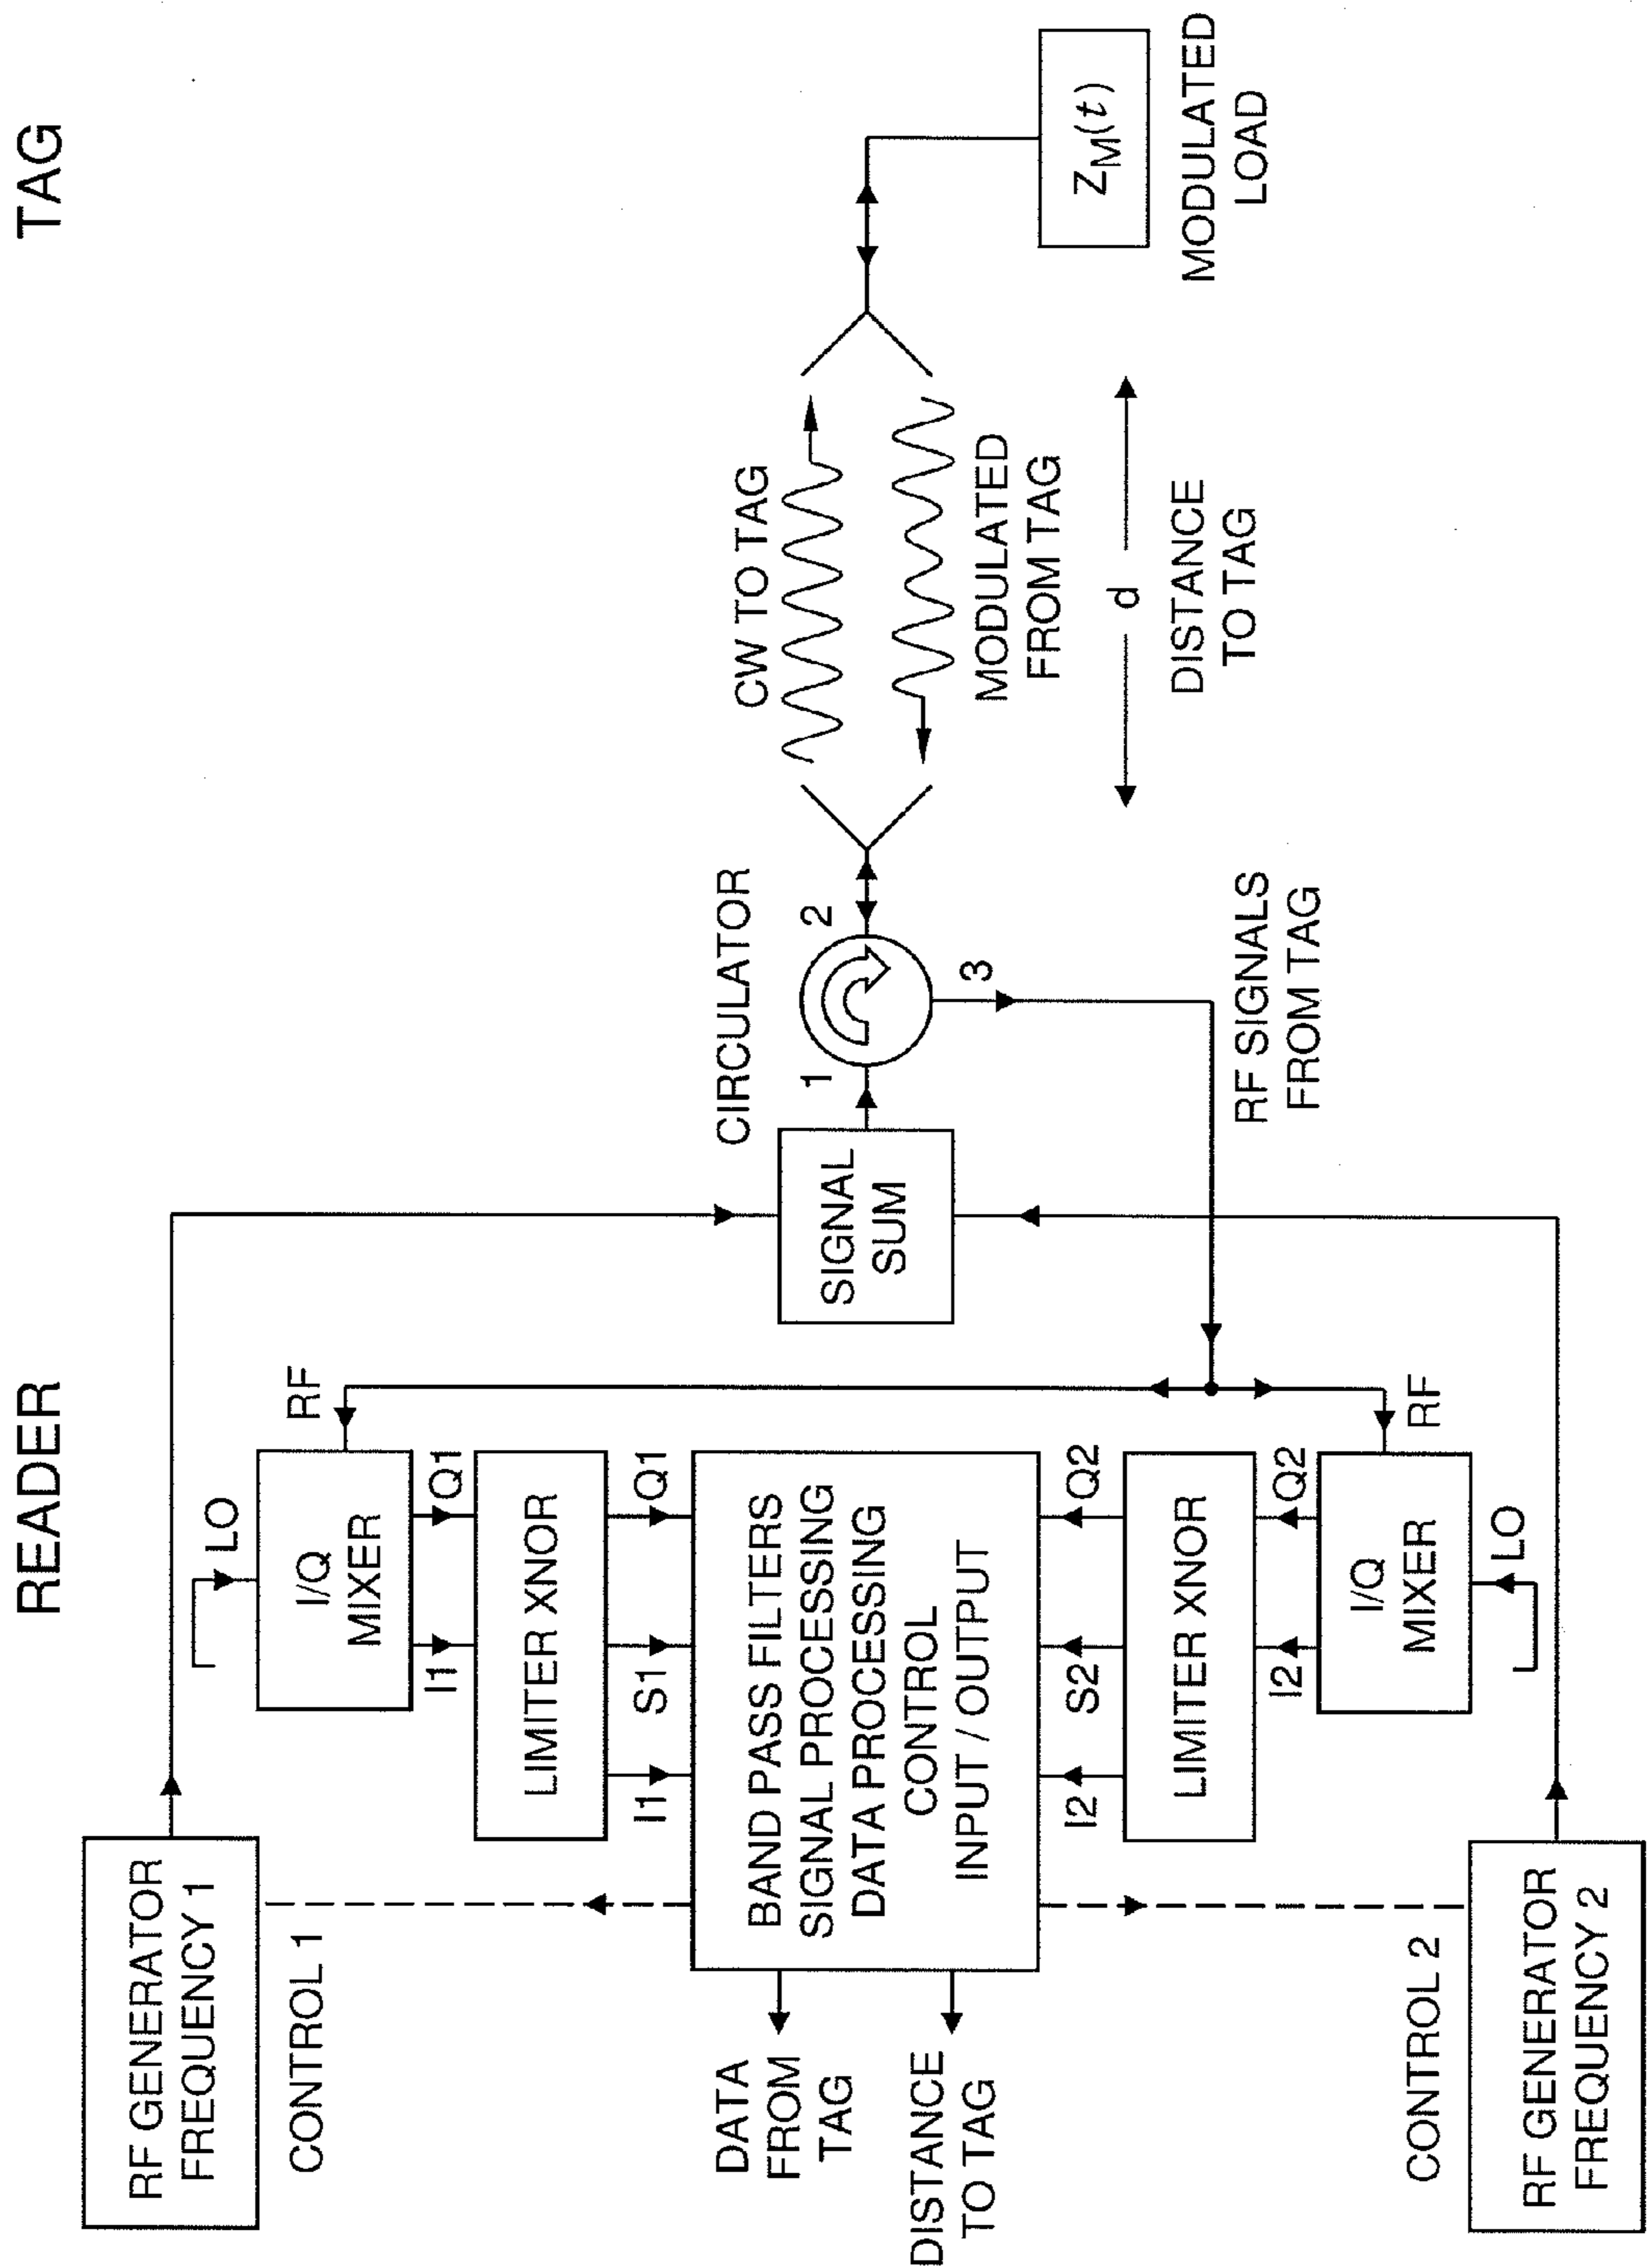 READER
TAG
RF GENERATOR
FREQUENCY 1
CONTROL 1
LO
I/Q
MIXER
RF
I1
Q1
LIMITER XNOR
I1
S1
Q1
BAND PASS FILTERS
SIGNAL PROCESSING
DATA PROCESSING
CONTROL
INPUT / OUTPUT
DATA
FROM
TAG
DISTANCE
TO TAG
I2
S2
Q2
LIMITER XNOR
I2
Q2
I/Q
MIXER
RF
LO
CONTROL 2
RF GENERATOR
FREQUENCY 2
SIGNAL
SUM
CIRCULATOR
1
2
3
RF SIGNALS
FROM TAG
CW TO TAG
MODULATED
FROM TAG
d
DISTANCE
TO TAG
ZM(t)
MODULATED
LOAD